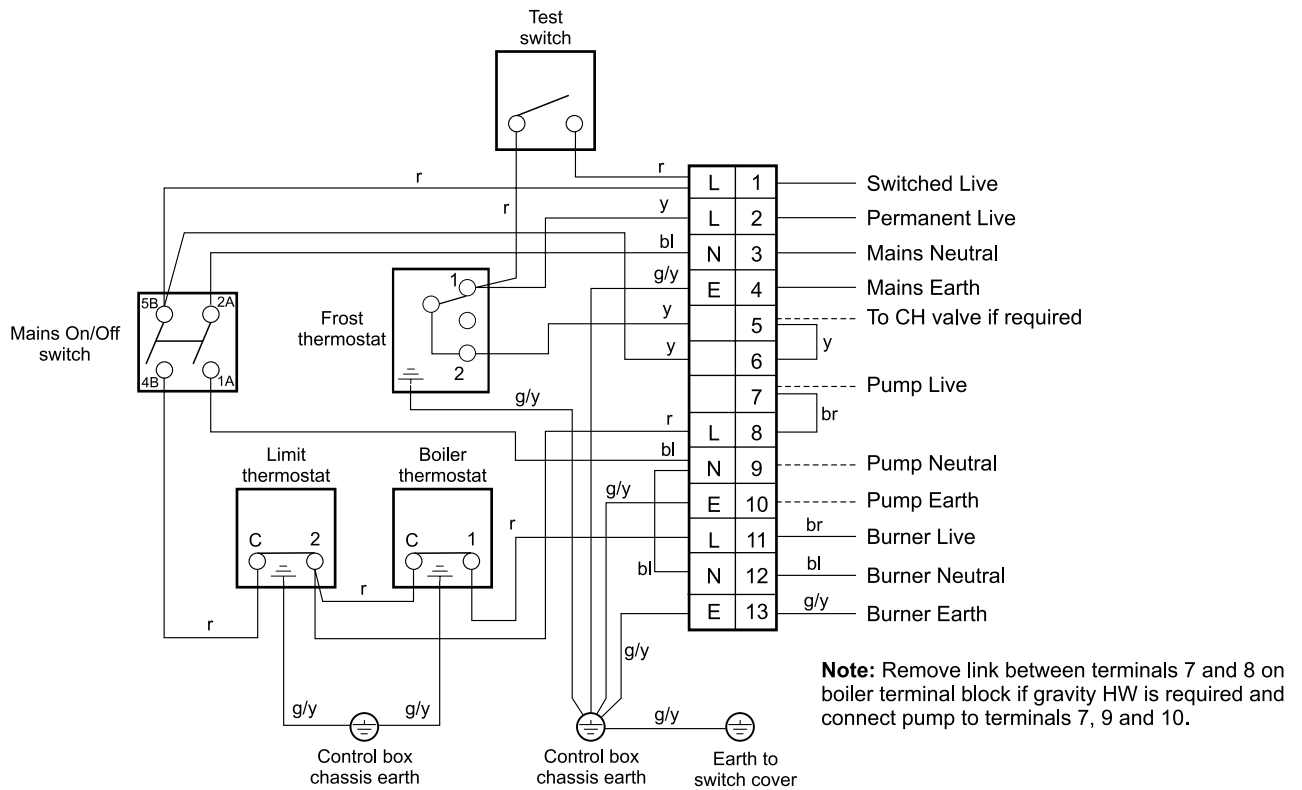 Test
switch
r
L 1 Switched Live
r
y
L 2 Permanent Live
r
bl
N 3 Mains Neutral
g/y
E 4 Mains Earth
5B 2A
4B 1A
Mains On/Off
switch
Frost
thermostat
1
2
y
5 To CH valve if required
y
y
6
7 Pump Live
g/y
br
r
L 8
bl
N 9 Pump Neutral
Limit
thermostat
Boiler
thermostat
g/y
E 10 Pump Earth
C 2
C 1
r
L 11 br Burner Live
bl
N 12 bl Burner Neutral
r
E 13 g/y Burner Earth
r
g/y
g/y g/y
g/y
Control box
chassis earth
Control box
chassis earth
Earth to
switch cover
Note: Remove link between terminals 7 and 8 on
boiler terminal block if gravity HW is required and
connect pump to terminals 7, 9 and 10.